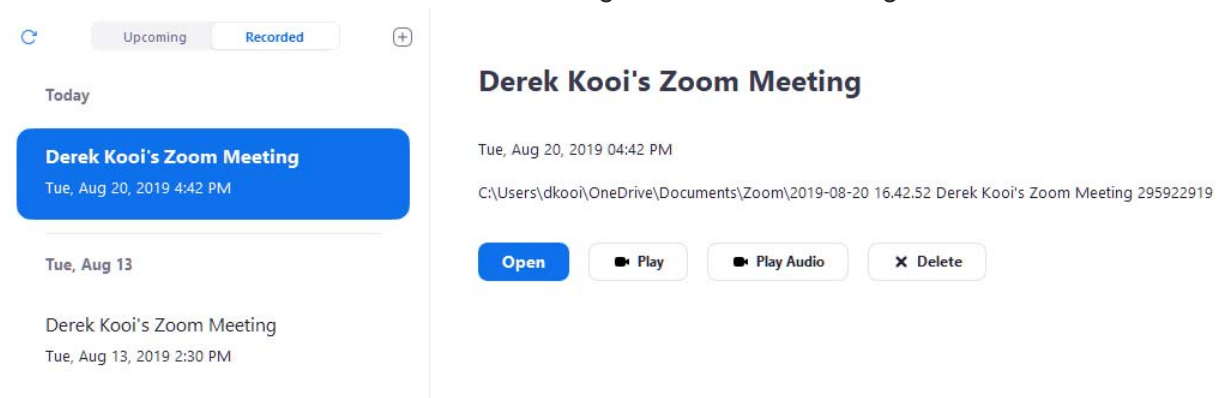 Upcoming
Recorded
Today
Derek Kooi's Zoom Meeting
Tue, Aug 20, 2019 4:42 PM
Tue, Aug 13
Derek Kooi's Zoom Meeting
Tue, Aug 13, 2019 2:30 PM
Derek Kooi's Zoom Meeting
Tue, Aug 20, 2019 04:42 PM
C:\Users\dkooi\OneDrive\Documents\Zoom\2019-08-20 16.42.52 Derek Kooi's Zoom Meeting 295922919
Open
Play
Play Audio
Delete